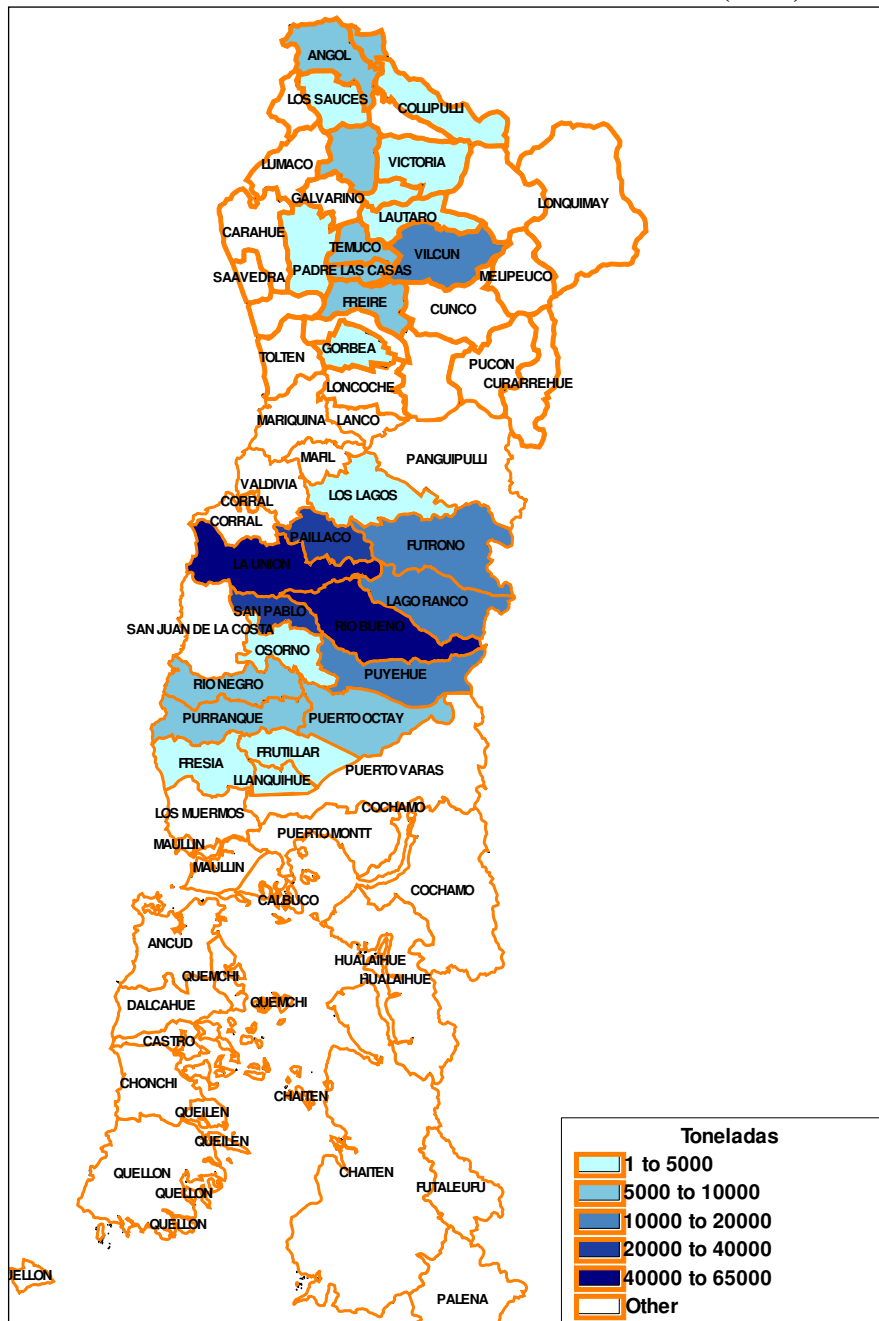 ANGOL
LOS SAUCES
COLLIPULLI
LUMACO
VICTORIA
GALVARINO
LONQUIMAY
CARAHUE
LAUTARO
TEMUCO
VILCUN
SAAVEDRA
PADRE LAS CASAS
MELIPEUCO
FREIRE
CUNCO
GORBEA
TOLTEN
PUCON
LONCOCHE
CURARREHUE
MARIQUINA
LANCO
MAFIL
PANGUIPULLI
VALDIVIA
LOS LAGOS
CORRAL
CORRAL
PAILLACO
FUTRONO
LA UNION
LAGO RANCO
SAN PABLO
RIO BUENO
SAN JUAN DE LA COSTA
OSORNO
PUYEHUE
RIO NEGRO
PURRANQUE
PUERTO OCTAY
FRUTILLAR
FRESIA
PUERTO VARAS
LLANQUIHUE
LOS MUERMOS
COCHAMO
PUERTO MONTT
MAULLIN
MAULLIN
COCHAMO
CALBUCO
ANCUD
HUALAIHUE
QUEMCHI
HUALAIHUE
DALCAHUE
QUEMCHI
CASTRO
CHONCHI
CHAITEN
QUEILEN
QUEILEN
QUELLON
CHAITEN
FUTALEUFU
QUELLON
QUELLON
UELLON
PALENA
Toneladas
1 to 5000
5000 to 10000
10000 to 20000
20000 to 40000
40000 to 65000
Other